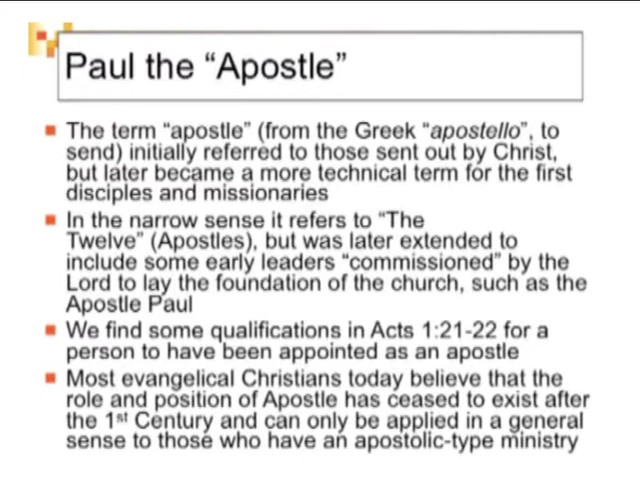 Paul the “Apostle”
The term “apostle” (from the Greek “apostello”, to
send) initially referred to those sent out by Christ,
but later became a more technical term for the first
disciples and missionaries
In the narrow sense it refers to “The
Twelve” (Apostles), but was later extended to
include some early leaders “commissioned” by the
Lord to lay the foundation of the church, such as the
Apostle Paul
We find some qualifications in Acts 1:21-22 for a
person to have been appointed as an apostle
Most evangelical Christians today believe that the
role and position of Apostle has ceased to exist after
the 1st Century and can only be applied in a general
sense to those who have an apostolic-type ministry